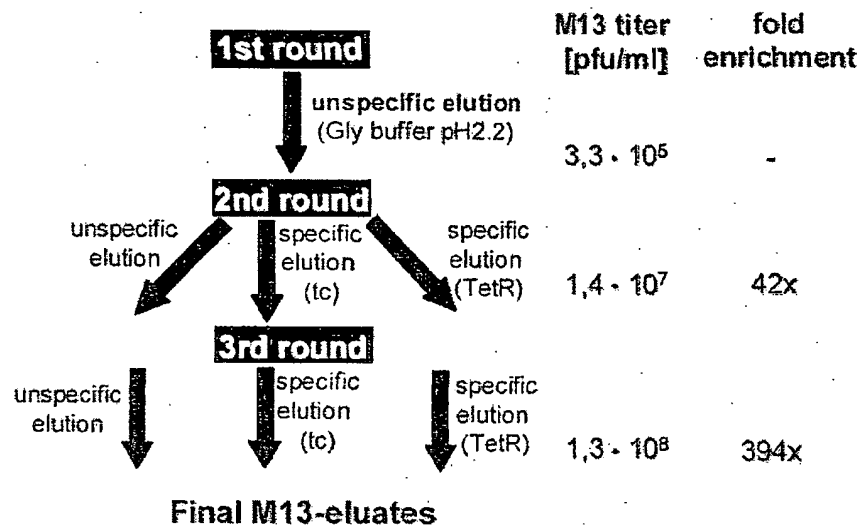 M13 titer
[pfu/ml]
fold
enrichment
1st round
unspecific elution
(Gly buffer pH2.2)
3,3 · 10⁵
-
2nd round
unspecific
elution
specific
elution
(tc)
specific
elution
(TetR)
1,4 · 10⁷
42x
3rd round
unspecific
elution
specific
elution
(tc)
specific
elution
(TetR)
1,3 · 10⁸
394x
Final M13-eluates